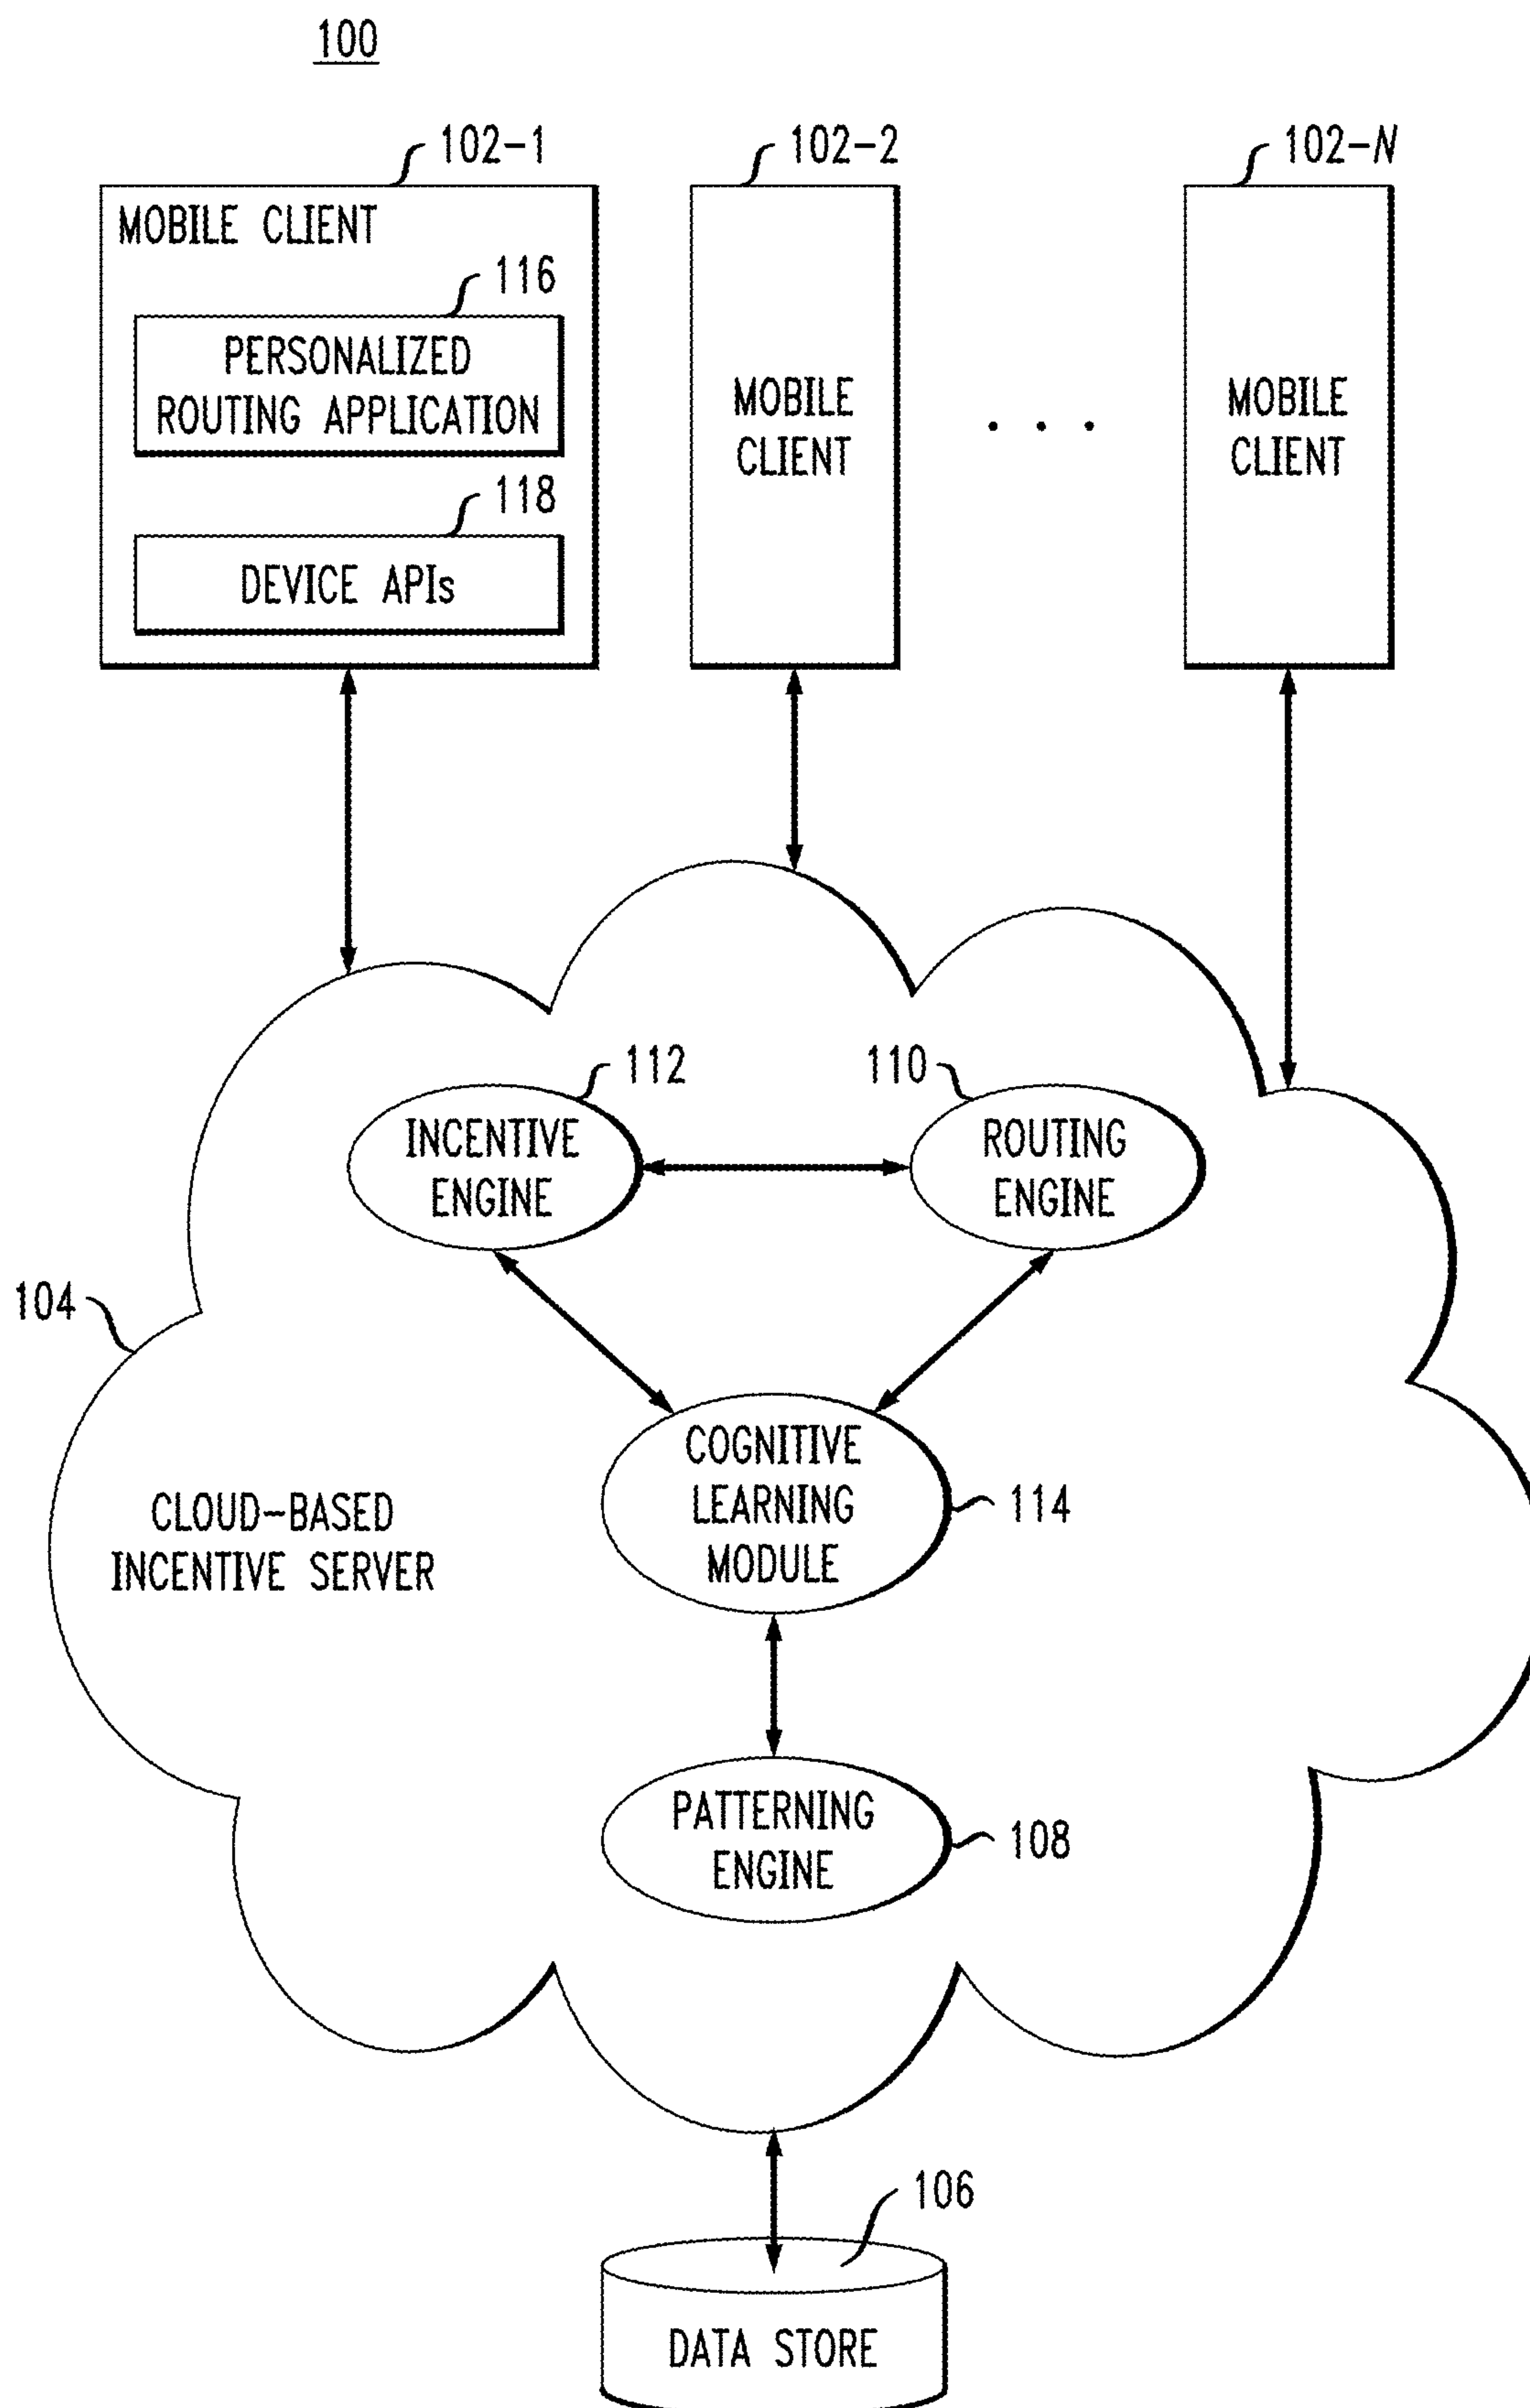 100
102-1
102-2
102-N
MOBILE CLIENT
116
PERSONALIZED
ROUTING APPLICATION
118
DEVICE APIs
MOBILE
CLIENT
. . .
MOBILE
CLIENT
112
110
INCENTIVE
ENGINE
ROUTING
ENGINE
104
COGNITIVE
LEARNING
MODULE
114
CLOUD-BASED
INCENTIVE SERVER
PATTERNING
ENGINE
108
106
DATA STORE